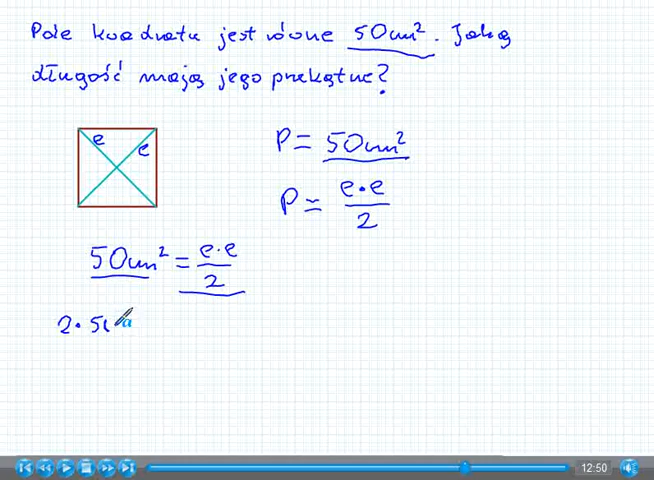 Pole kwadratu jest równe 50cm². Jaką
długość mają jego przekątne?
e e
P = 50cm²
P = e·e/2
50cm² = e·e/2
2·5
12:50